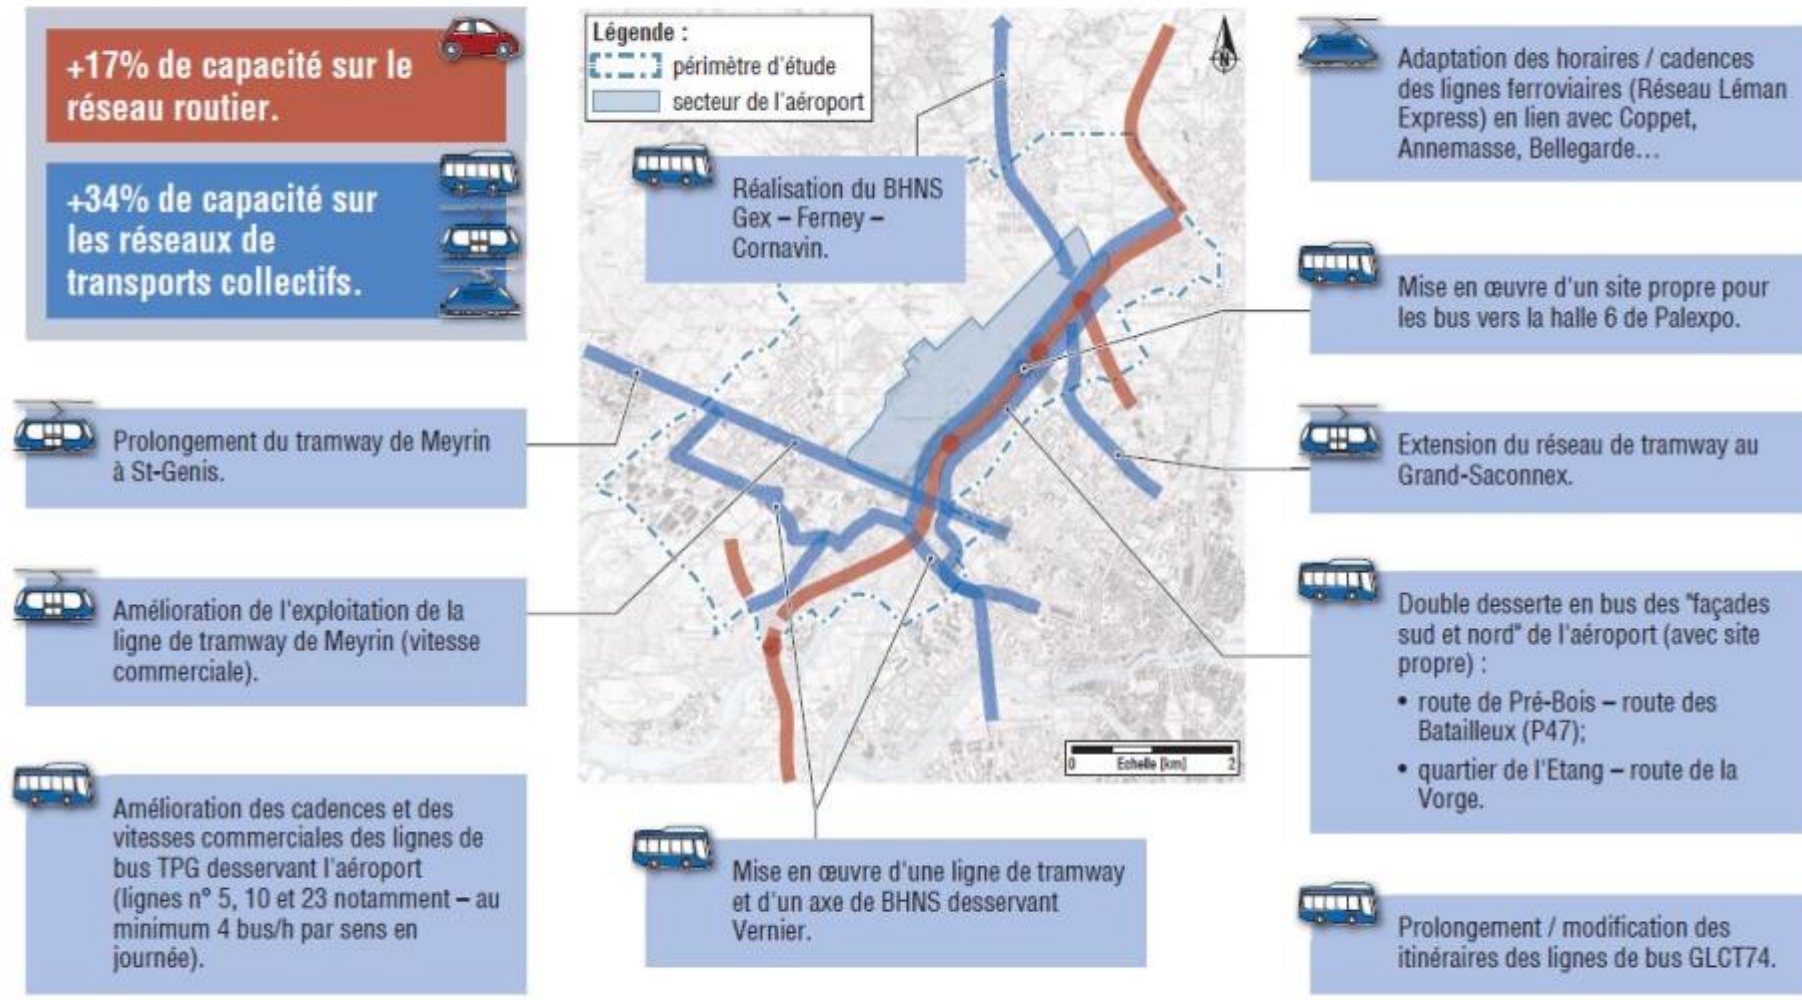 +17% de capacité sur le
réseau routier.
+34% de capacité sur
les réseaux de
transports collectifs.
Légende :
périmètre d'étude
secteur de l'aéroport
N
Réalisation du BHNS
Gex – Ferney –
Cornavin.
Adaptation des horaires / cadences
des lignes ferroviaires (Réseau Léman
Express) en lien avec Coppet,
Annemasse, Bellegarde...
Mise en œuvre d'un site propre pour
les bus vers la halle 6 de Palexpo.
Prolongement du tramway de Meyrin
à St-Genis.
Extension du réseau de tramway au
Grand-Saconnex.
Amélioration de l'exploitation de la
ligne de tramway de Meyrin (vitesse
commerciale).
Double desserte en bus des "façades
sud et nord" de l'aéroport (avec site
propre) :
• route de Pré-Bois – route des
Batailleux (P47);
• quartier de l'Etang – route de la
Vorge.
0 Echelle (km) 2
Amélioration des cadences et des
vitesses commerciales des lignes de
bus TPG desservant l'aéroport
(lignes n° 5, 10 et 23 notamment – au
minimum 4 bus/h par sens en
journée).
Mise en œuvre d'une ligne de tramway
et d'un axe de BHNS desservant
Vernier.
Prolongement / modification des
itinéraires des lignes de bus GLCT74.